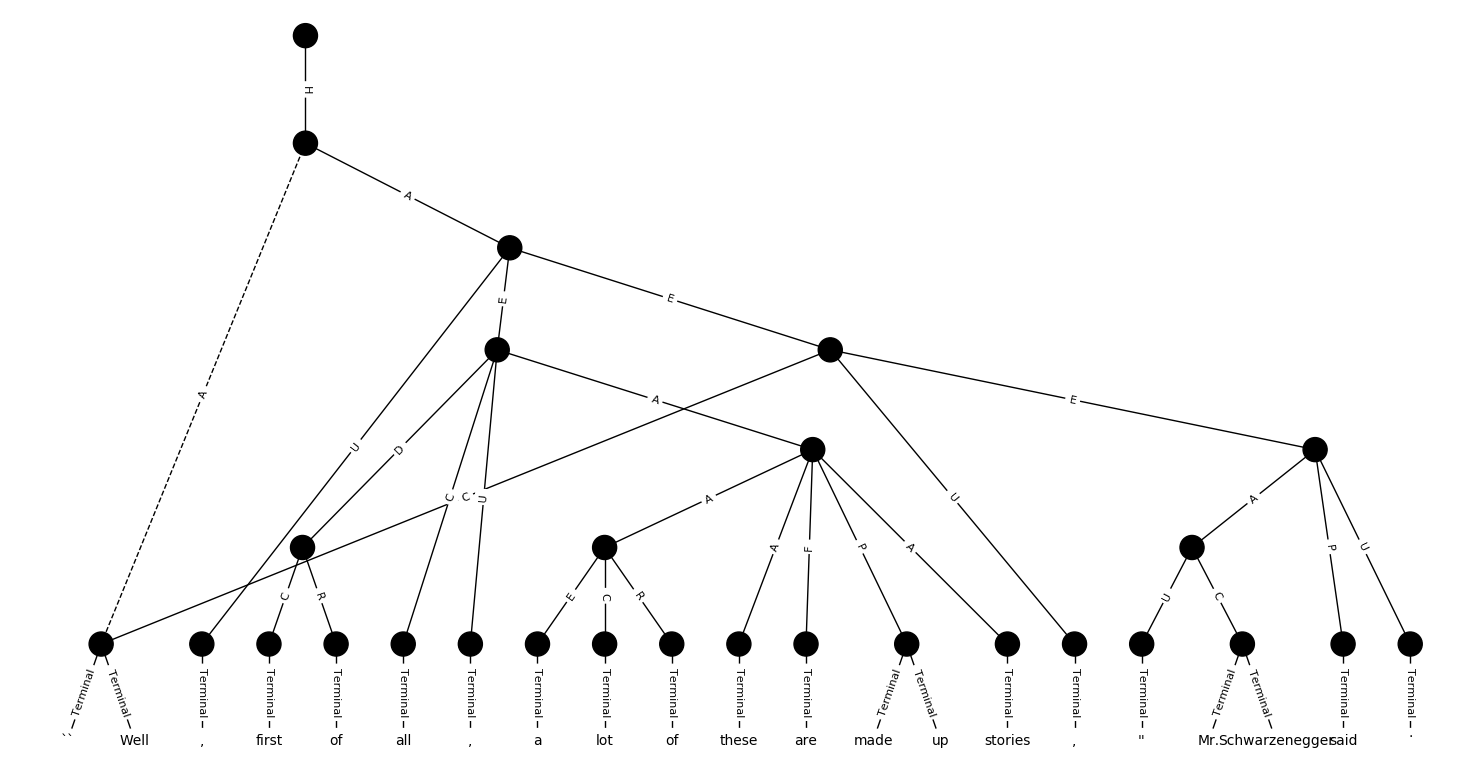 H
A
A
E
E
U
D
A
E
C
C
U
A
U
A
C
R
E
C
R
A
F
P
A
U
C
P
U
Terminal Terminal Terminal Terminal Terminal Terminal Terminal Terminal Terminal Terminal Terminal Terminal Terminal Terminal Terminal Terminal Terminal Terminal Terminal Terminal Terminal
`` Well , first of all , a lot of these are made up stories , " Mr. Schwarzenegger said .